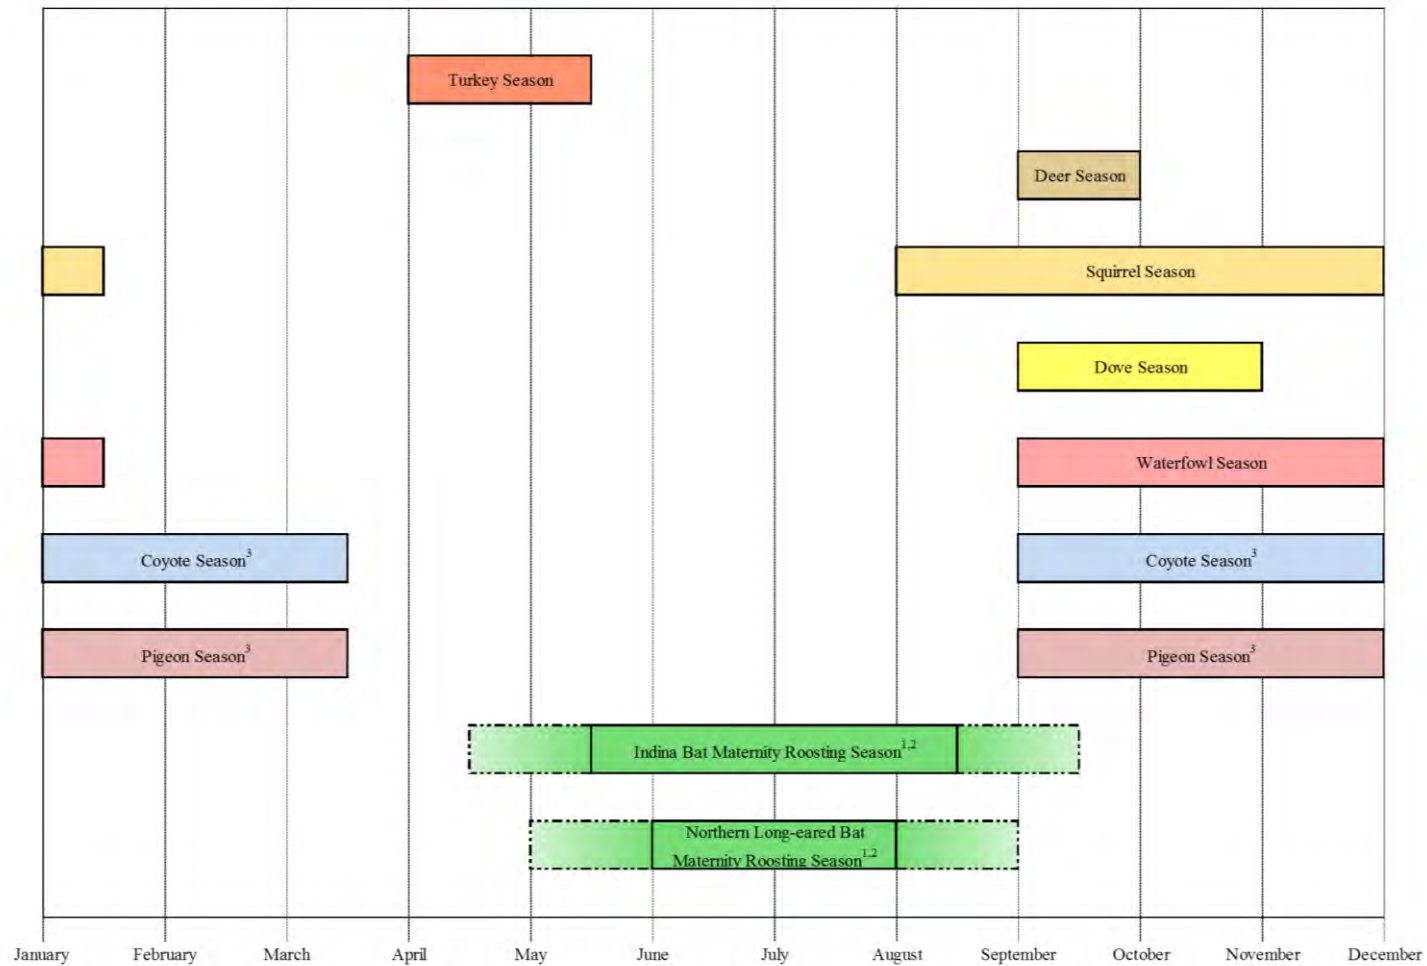 Turkey Season
Deer Season
Squirrel Season
Dove Season
Waterfowl Season
Coyote Season³ Coyote Season³
Pigeon Season³ Pigeon Season³
Indina Bat Maternity Roosting Season¹,²
Northern Long-eared Bat
Maternity Roosting Season¹,²
January February March April May June July August September October November December